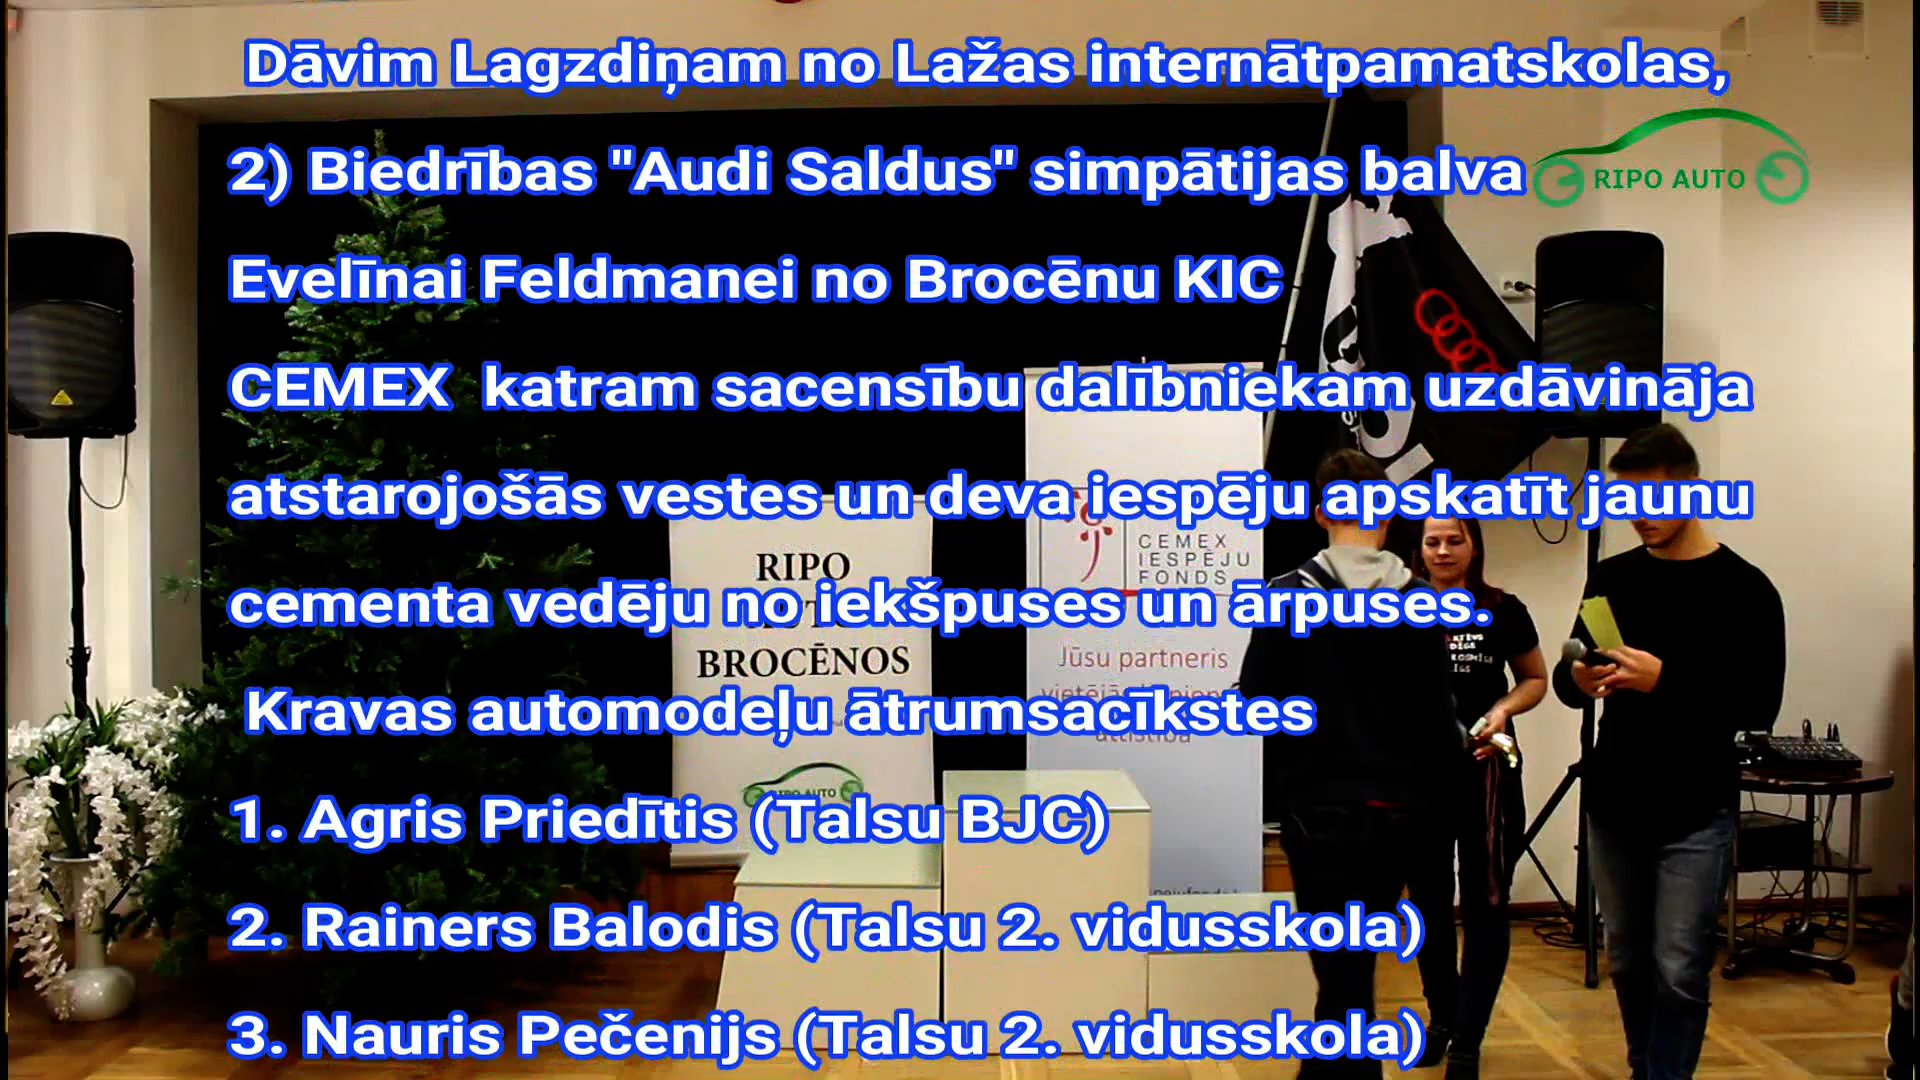 Dāvim Lagzdiņam no Lažas internātpamatskolas,
2) Biedrības "Audi Saldus" simpātijas balva
RIPO AUTO
Evelīnai Feldmanei no Brocēnu KIC
CEMEX katram sacensību dalībniekam uzdāvināja
atstarojošās vestes un deva iespēju apskatīt jaunu
cementa vedēju no iekšpuses un ārpuses.
Kravas automodeļu ātrumsacīkstes
1. Agris Priedītis (Talsu BJC)
2. Rainers Balodis (Talsu 2. vidusskola)
3. Nauris Pečenijs (Talsu 2. vidusskola)
RIPO
BROCĒNOS
RIPO AUTO
CEMEX
IESPĒJU
FONDS
Jūsu partneris
attīstībā